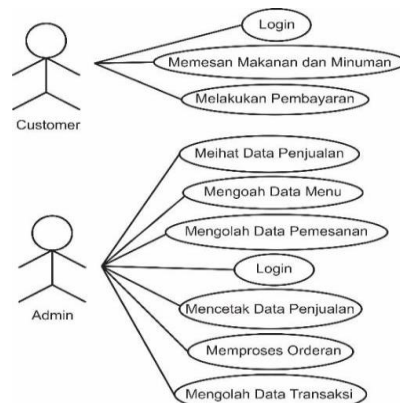 Login
Memesan Makanan dan Minuman
Melakukan Pembayaran
Customer
Meihat Data Penjualan
Mengoah Data Menu
Mengolah Data Pemesanan
Login
Mencetak Data Penjualan
Memproses Orderan
Mengolah Data Transaksi
Admin